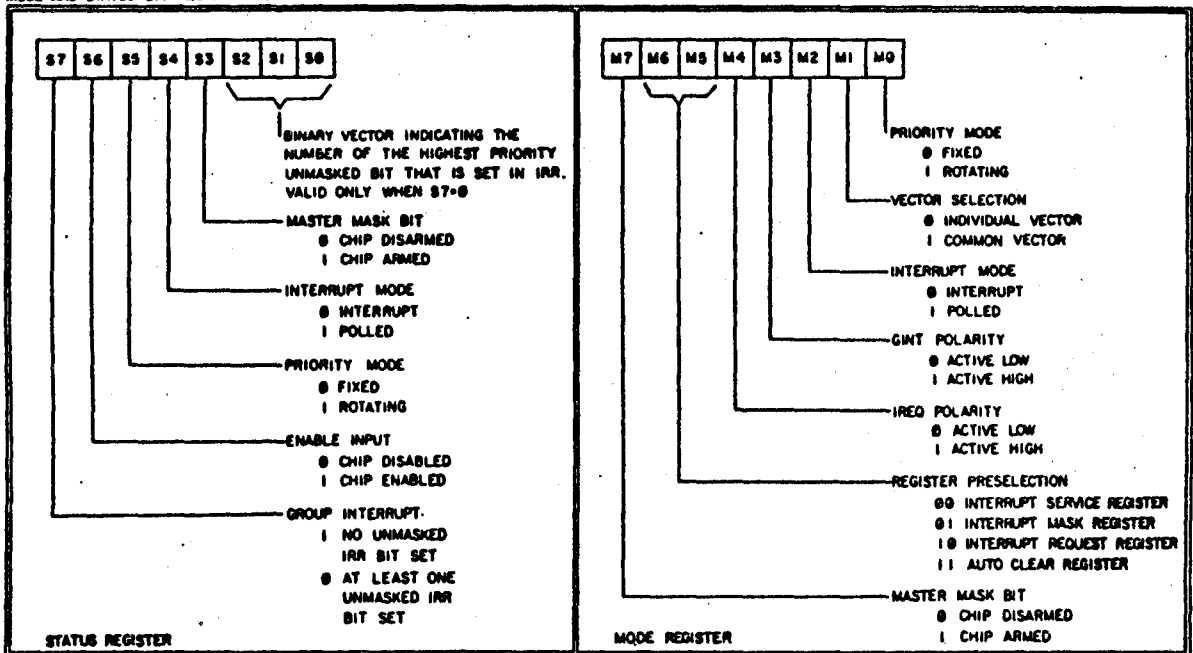 S7 S6 S5 S4 S3 S2 S1 S0
BINARY VECTOR INDICATING THE
NUMBER OF THE HIGHEST PRIORITY
UNMASKED BIT THAT IS SET IN IRR.
VALID ONLY WHEN S7=0
MASTER MASK BIT
0 CHIP DISARMED
1 CHIP ARMED
INTERRUPT MODE
0 INTERRUPT
1 POLLED
PRIORITY MODE
0 FIXED
1 ROTATING
ENABLE INPUT
0 CHIP DISABLED
1 CHIP ENABLED
GROUP INTERRUPT
1 NO UNMASKED
IRR BIT SET
0 AT LEAST ONE
UNMASKED IRR
BIT SET
STATUS REGISTER
M7 M6 M5 M4 M3 M2 M1 M0
PRIORITY MODE
0 FIXED
1 ROTATING
VECTOR SELECTION
0 INDIVIDUAL VECTOR
1 COMMON VECTOR
INTERRUPT MODE
0 INTERRUPT
1 POLLED
GINT POLARITY
0 ACTIVE LOW
1 ACTIVE HIGH
IREQ POLARITY
0 ACTIVE LOW
1 ACTIVE HIGH
REGISTER PRESELECTION
00 INTERRUPT SERVICE REGISTER
01 INTERRUPT MASK REGISTER
10 INTERRUPT REQUEST REGISTER
11 AUTO CLEAR REGISTER
MASTER MASK BIT
0 CHIP DISARMED
1 CHIP ARMED
MODE REGISTER